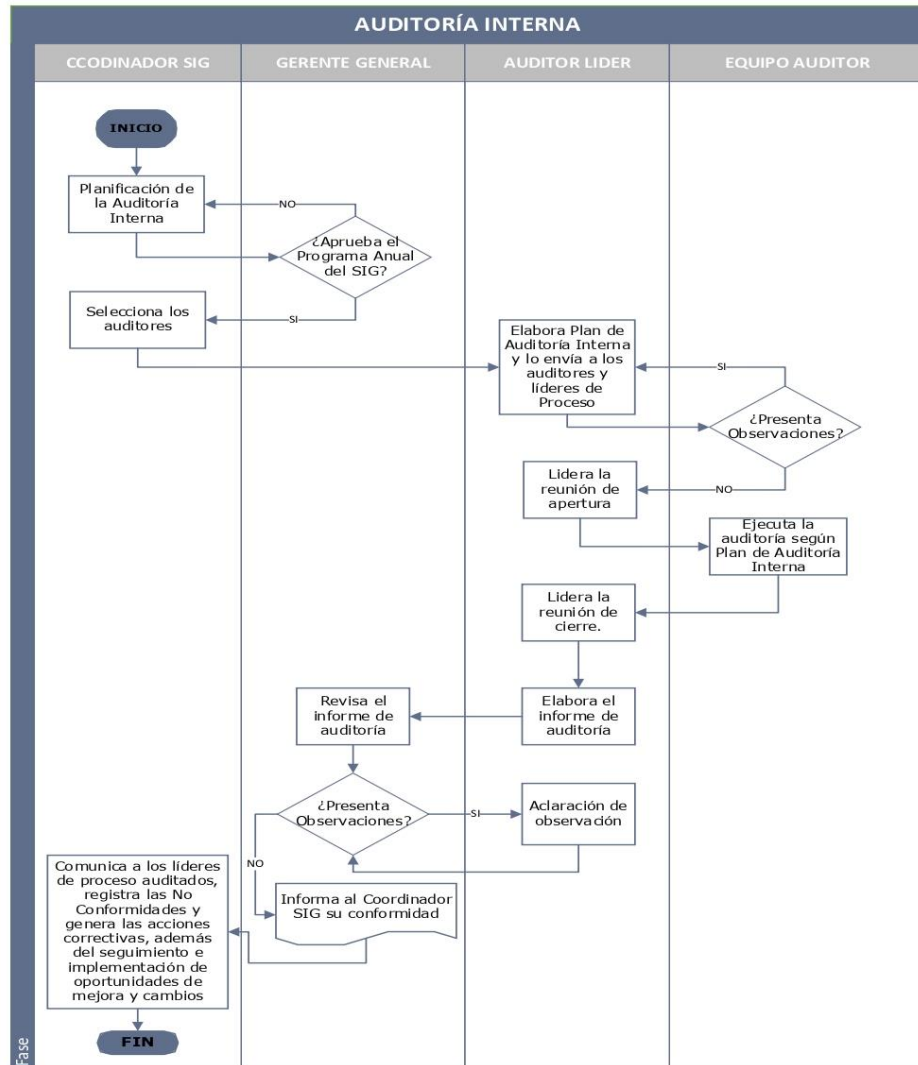 AUDITORÍA INTERNA
CCODINADOR SIG
GERENTE GENERAL
AUDITOR LIDER
EQUIPO AUDITOR
INICIO
Planificación de
la Auditoría
Interna
NO
¿Aprueba el
Programa Anual
del SIG?
Selecciona los
auditores
SI
Elabora Plan de
Auditoría Interna
y lo envía a los
auditores y
líderes de
Proceso
SI
¿Presenta
Observaciones?
Lidera la
reunión de
apertura
NO
Ejecuta la
auditoría según
Plan de Auditoría
Interna
Lidera la
reunión de
cierre.
Revisa el
informe de
auditoría
Elabora el
informe de
auditoría
¿Presenta
Observaciones?
SI
Aclaración de
observación
NO
Informa al Coordinador
SIG su conformidad
Comunica a los líderes
de proceso auditados,
registra las No
Conformidades y
genera las acciones
correctivas, además
del seguimiento e
implementación de
oportunidades de
mejora y cambios
FIN
Fase